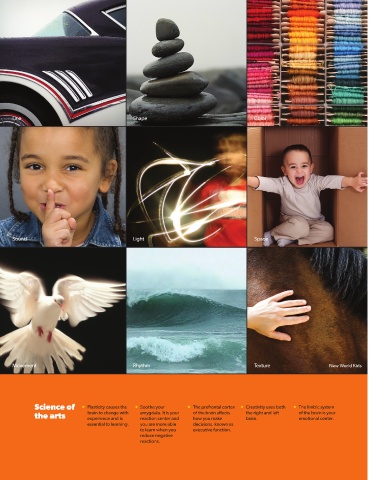 Line
Shape
Color
Sound
Light
Space
Movement
Rhythm
Texture
New World Kids
Science of
the arts
• Plasticity causes the
brain to change with
experience and is
essential to learning.
• Soothe your
amygdala. It is your
emotion center and
you are more able
to learn when you
reduce negative
reactions.
• The prefrontal cortex
of the brain affects
how you make
decisions, known as
executive function.
• Creativity uses both
the right and left
brain.
• The limbic system
of the brain is your
emotional center.